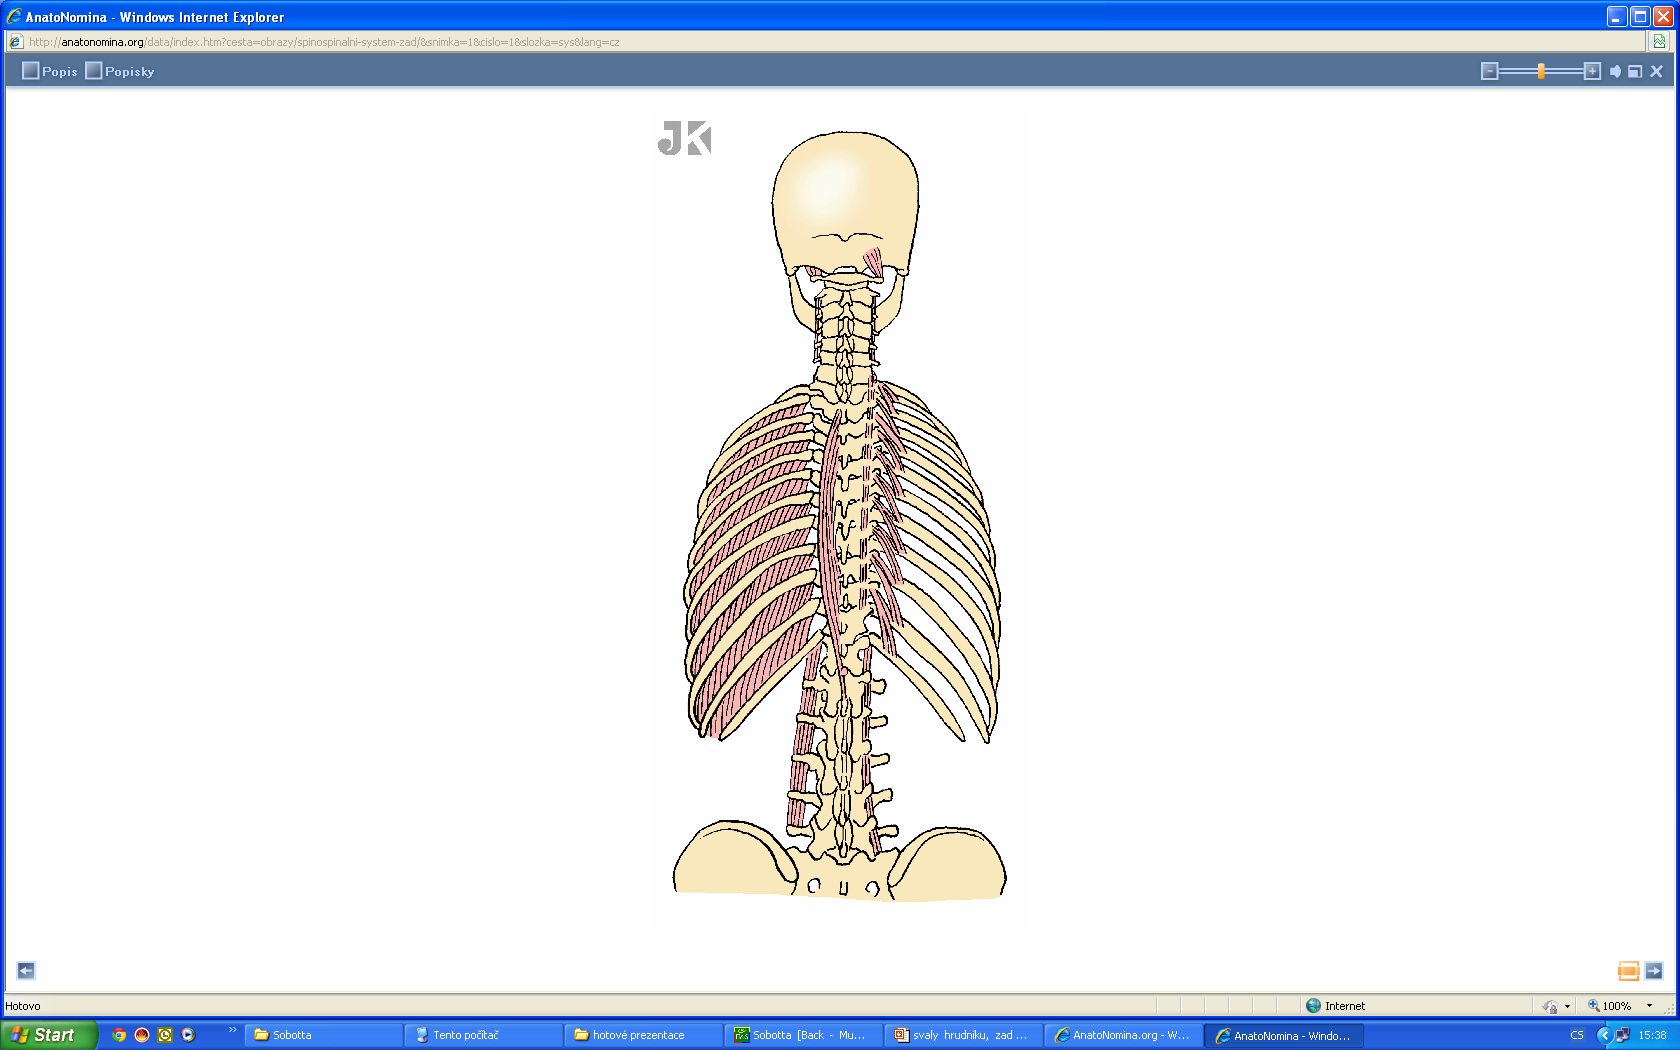 AnatoNomina - Windows Internet Explorer
http://anatonomina.org/data/index.htm?cesta=obrazy/spinospinalni-system-zad/&snimka=1&cislo=1&slozka=sys&lang=cz
Popis Popisky
JK
Hotovo Internet 100%
Start » Sobotta Tento počítač hotové prezentace Sobotta [Back - Mu... svaly hrudníku, zad ... AnatoNomina.org - W... AnatoNomina - Windo... CS 15:38